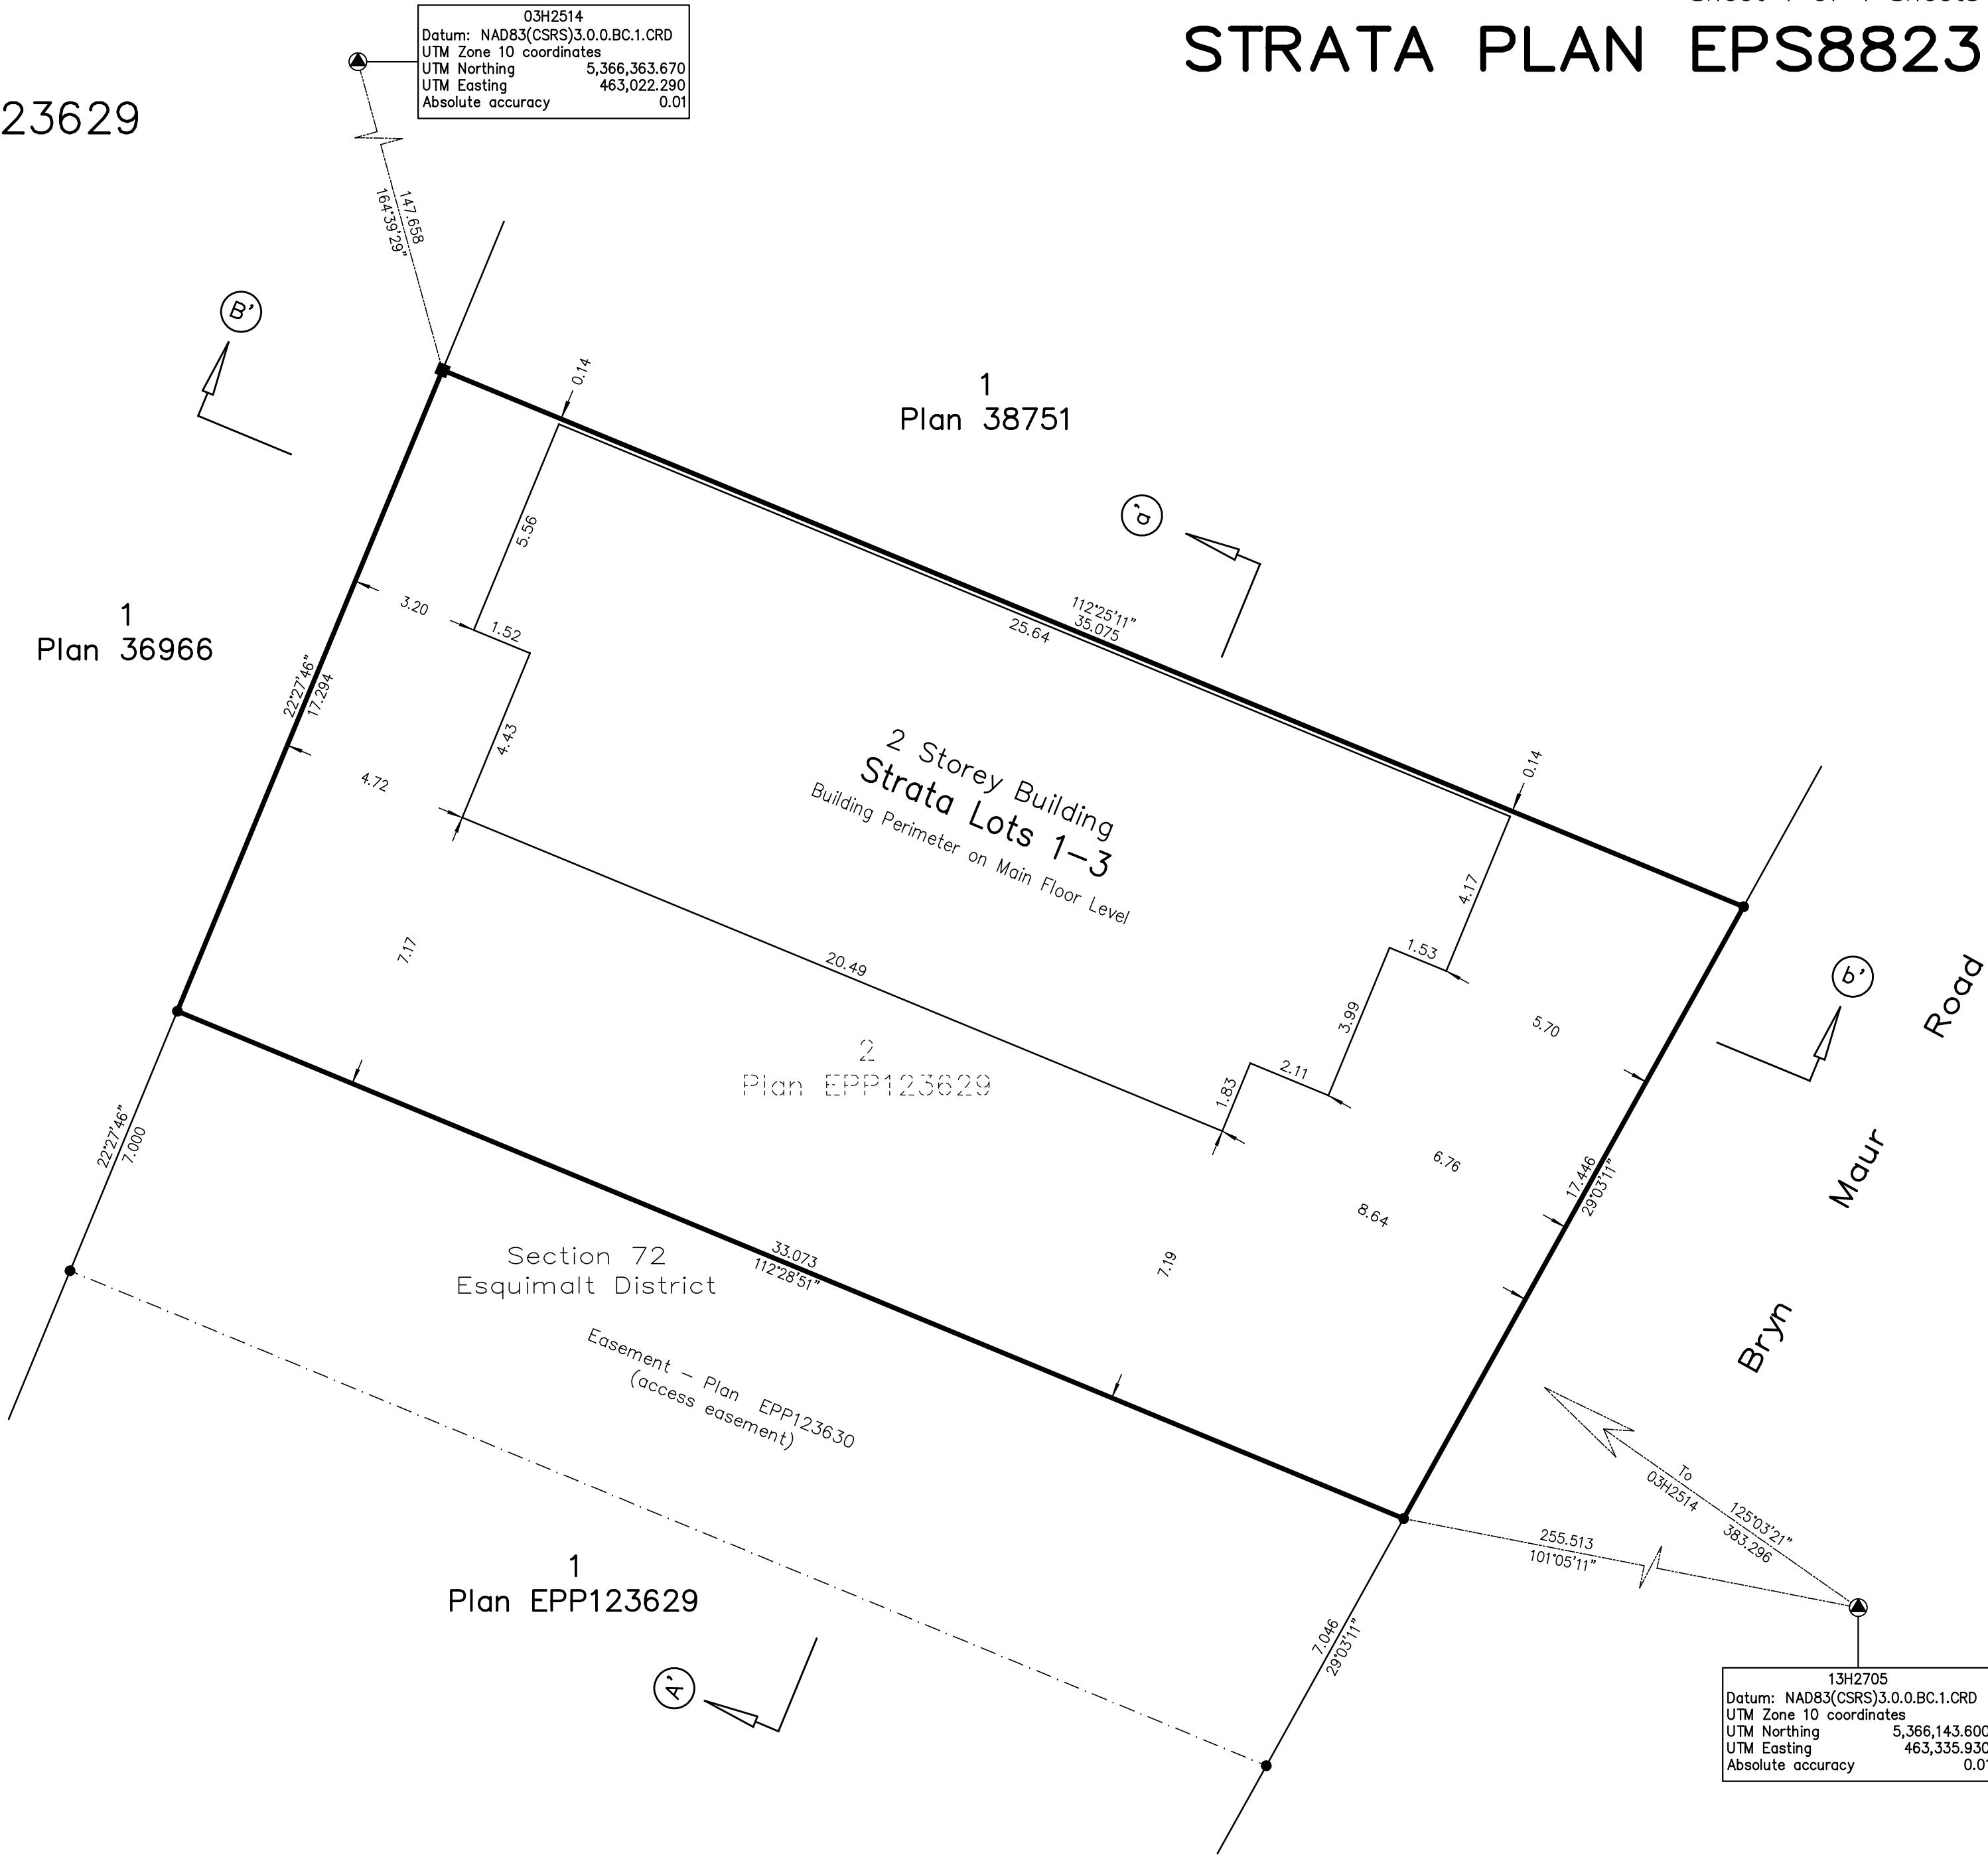 STRATA PLAN EPS8823
23629
03H2514
Datum: NAD83(CSRS)3.0.0.BC.1.CRD
UTM Zone 10 coordinates
UTM Northing 5,366,363.670
UTM Easting 463,022.290
Absolute accuracy 0.01
147.658
164°39'29"
B'
0.14
1
Plan 38751
a'
5.56
3.20
1.52
112°25'11"
35.075
25.64
1
Plan 36966
22°27'46"
17.294
4.43
4.72
2 Storey Building
Strata Lots 1-3
Building Perimeter on Main Floor Level
0.14
4.17
1.53
7.17
20.49
3.99
5.70
b'
Road
2
Plan EPP123629
2.11
1.83
22°27'46"
7.000
6.76
8.64
17.446
29°03'11"
Maur
7.19
Section 72
Esquimalt District
33.073
112°28'51"
Bryn
Easement - Plan EPP123630
(access easement)
To
03H2514
125°03'21"
383.296
255.513
101°05'11"
1
Plan EPP123629
7.046
29°03'11"
A'
13H2705
Datum: NAD83(CSRS)3.0.0.BC.1.CRD
UTM Zone 10 coordinates
UTM Northing 5,366,143.600
UTM Easting 463,335.930
Absolute accuracy 0.01